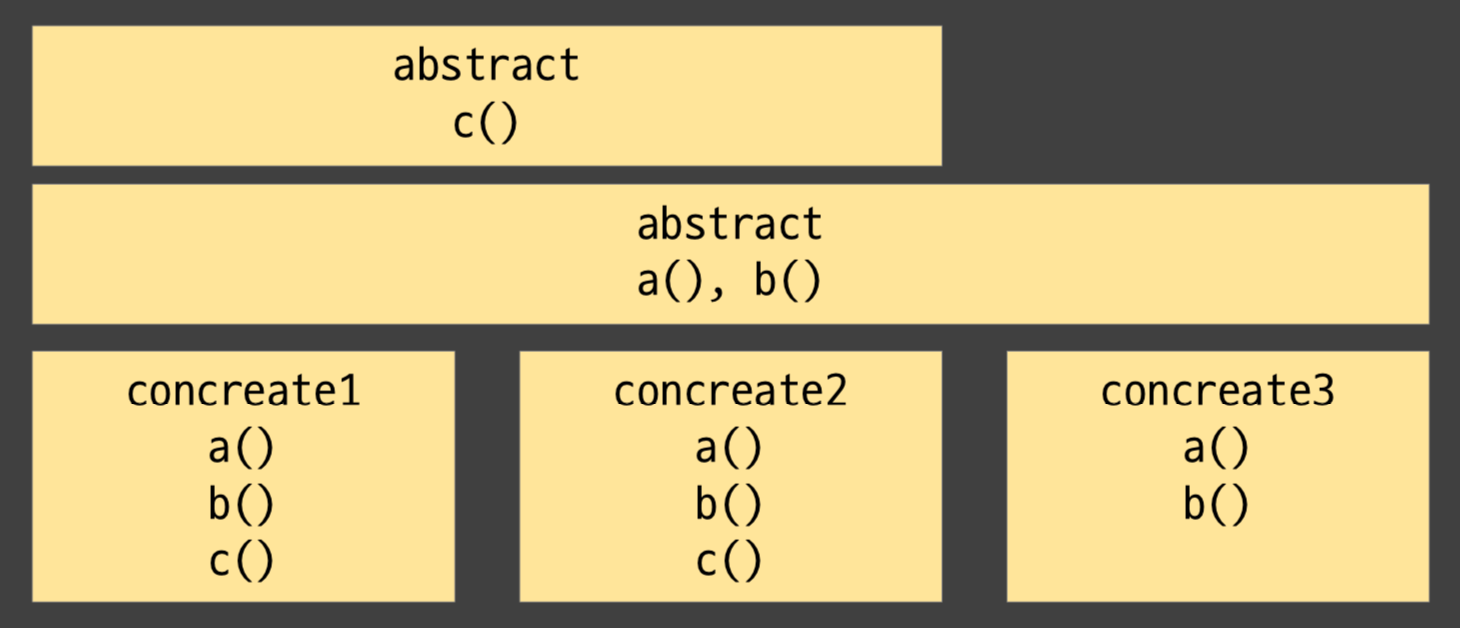 abstract
c()
abstract
a(), b()
concreate1
a()
b()
c()
concreate2
a()
b()
c()
concreate3
a()
b()